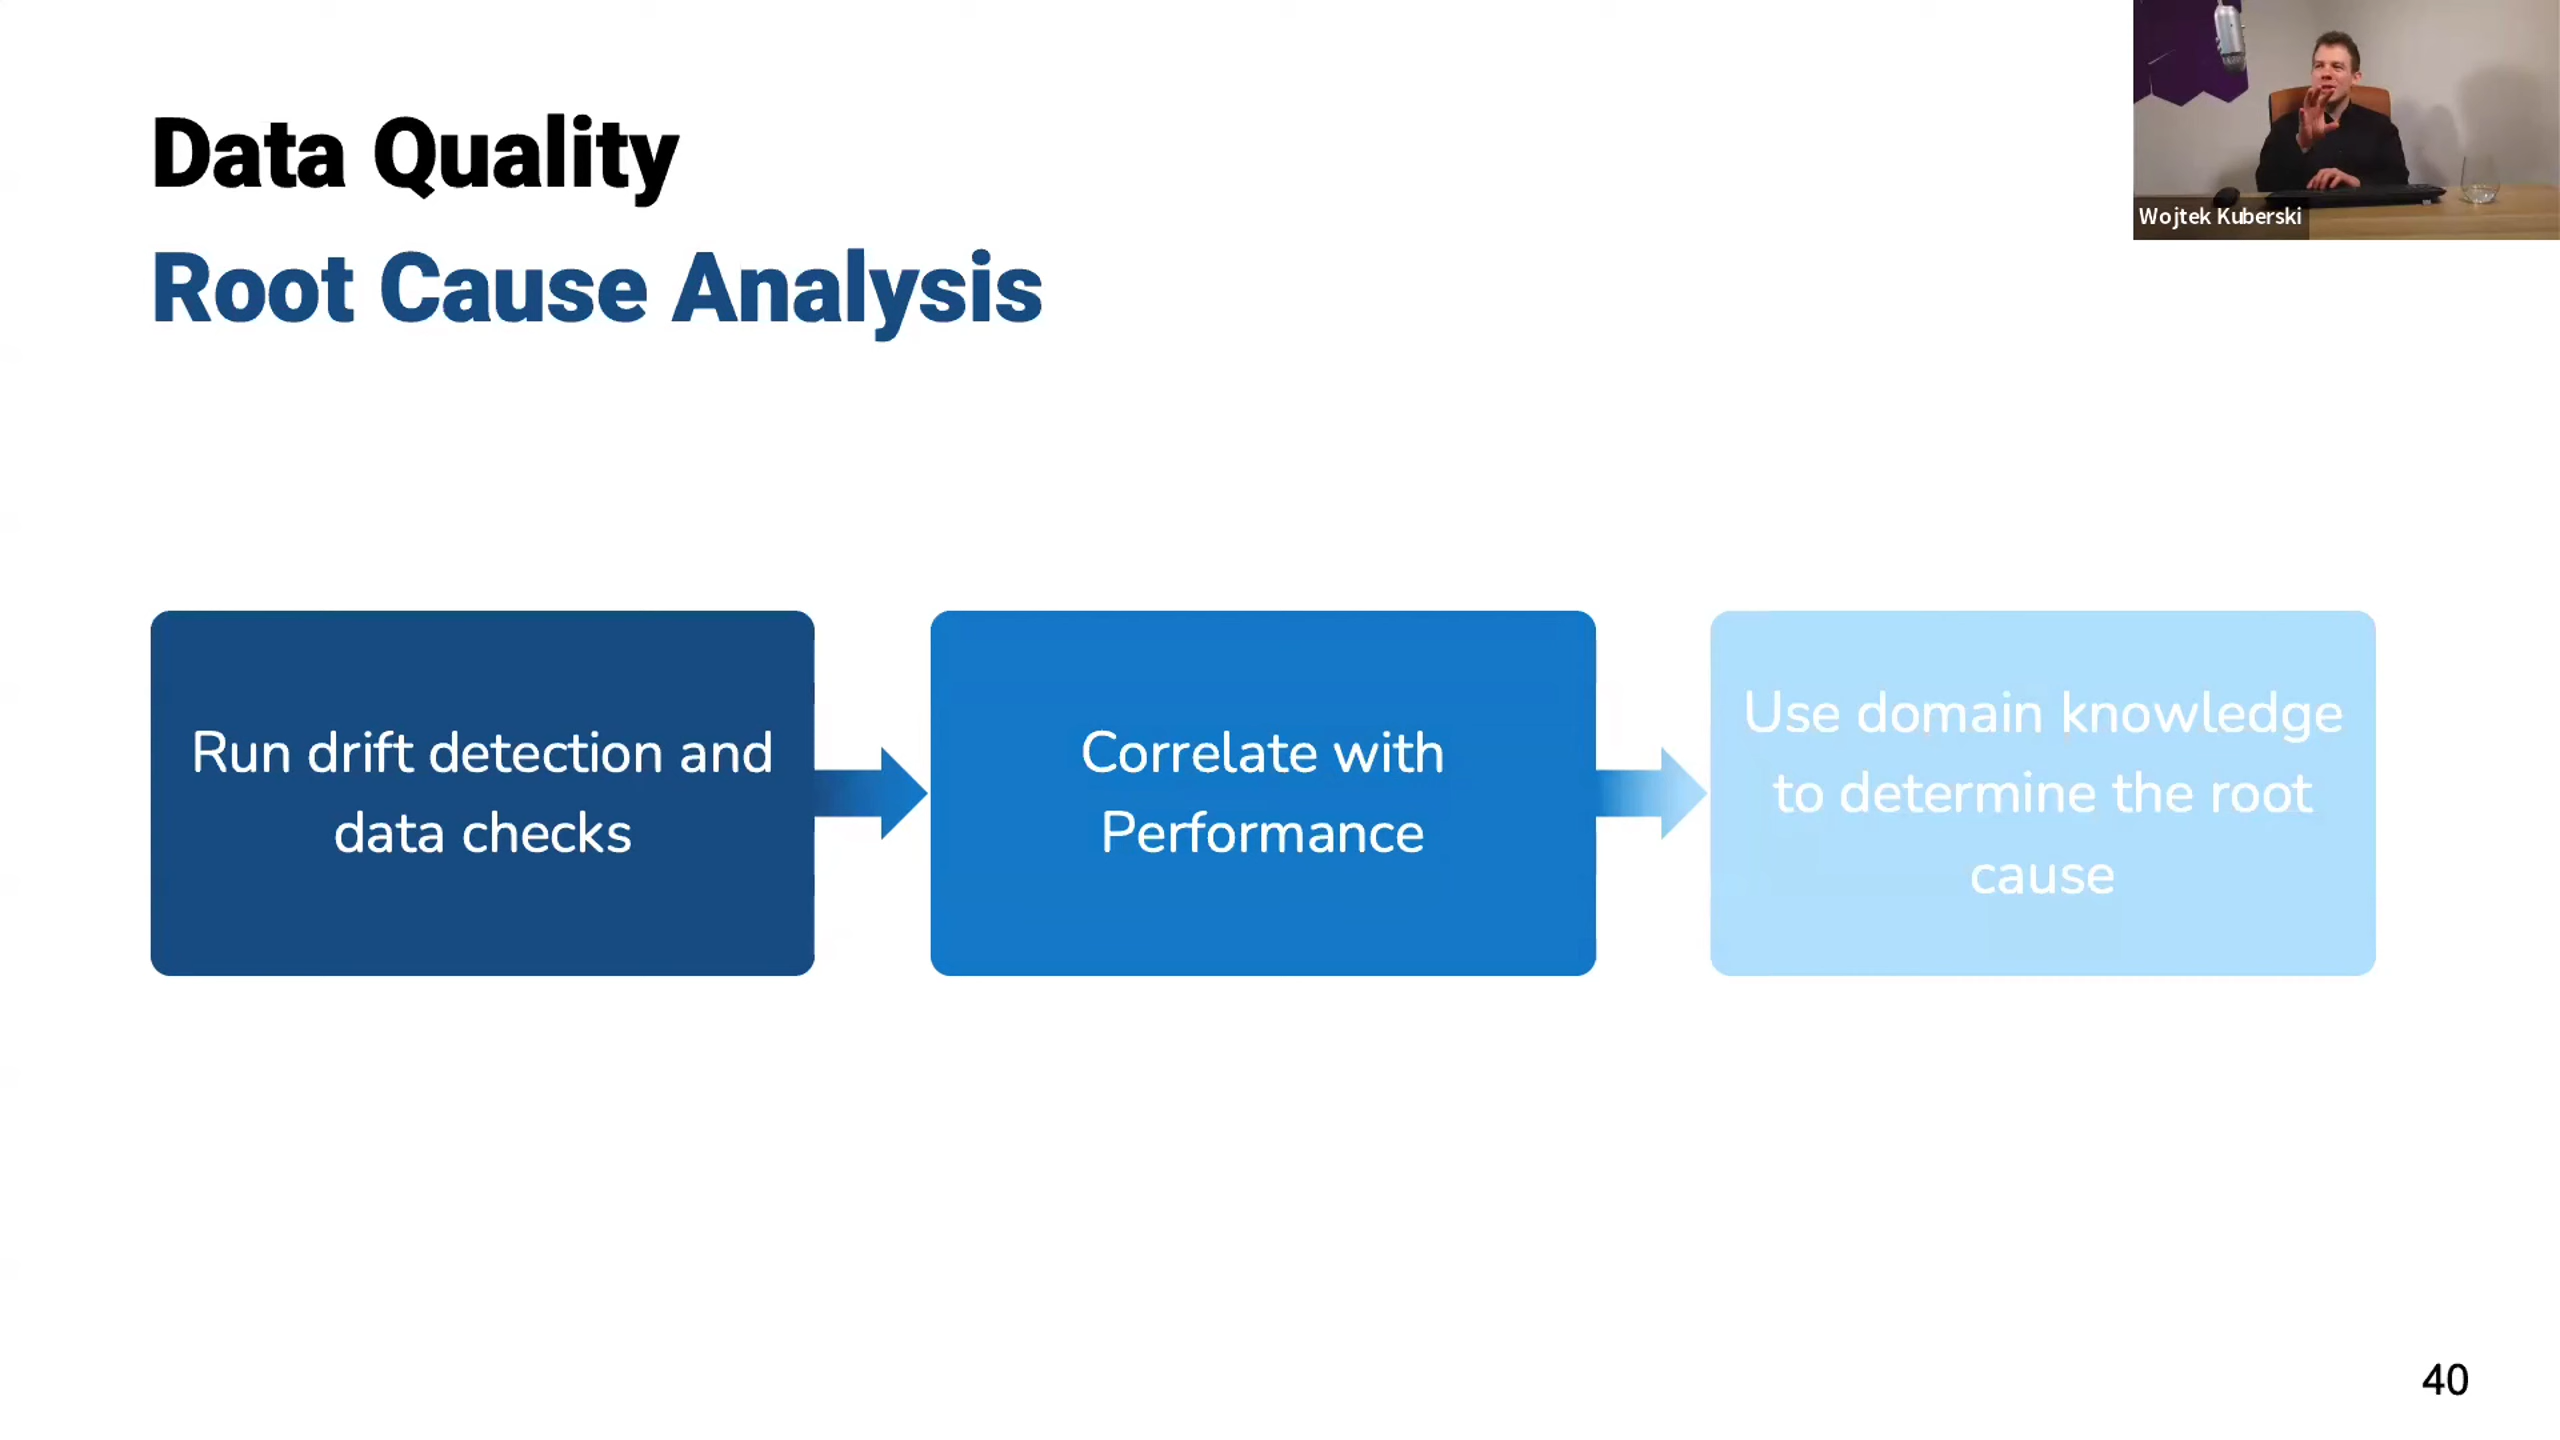 Data Quality
Root Cause Analysis
Wojtek Kuberski
Run drift detection and
data checks
Correlate with
Performance
Use domain knowledge
to determine the root
cause
40